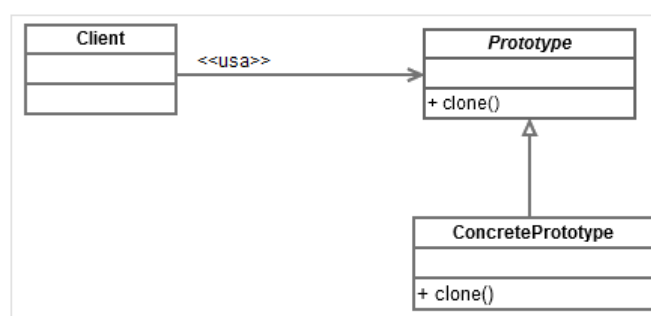 Client
<<usa>>
Prototype
+ clone()
ConcretePrototype
+ clone()